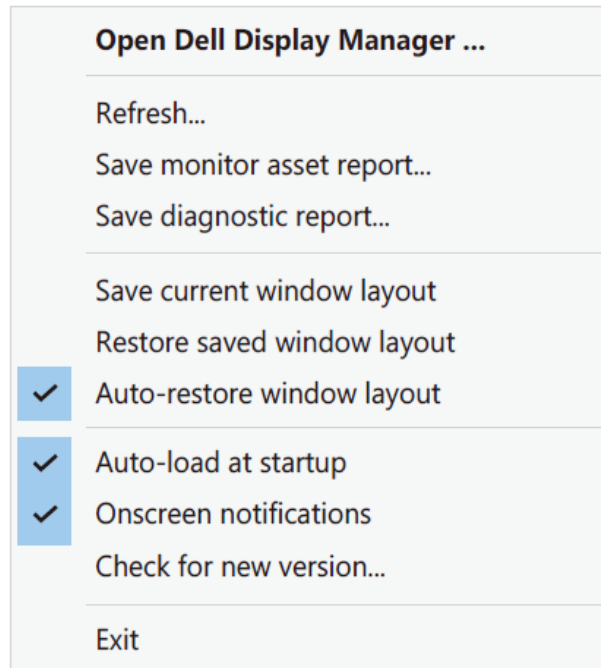 Open Dell Display Manager ...
Refresh...
Save monitor asset report...
Save diagnostic report...
Save current window layout
Restore saved window layout
Auto-restore window layout
Auto-load at startup
Onscreen notifications
Check for new version...
Exit